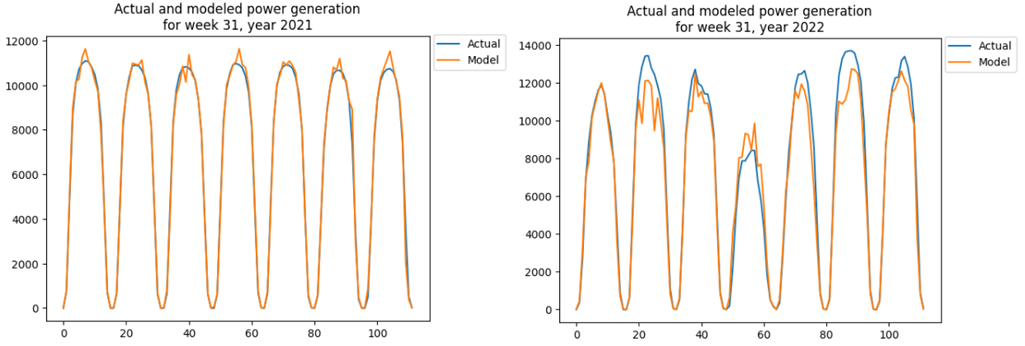 Actual and modeled power generation
for week 31, year 2021
Actual
Model
12000
10000
8000
6000
4000
2000
0
0 20 40 60 80 100
Actual and modeled power generation
for week 31, year 2022
Actual
Model
14000
12000
10000
8000
6000
4000
2000
0
0 20 40 60 80 100